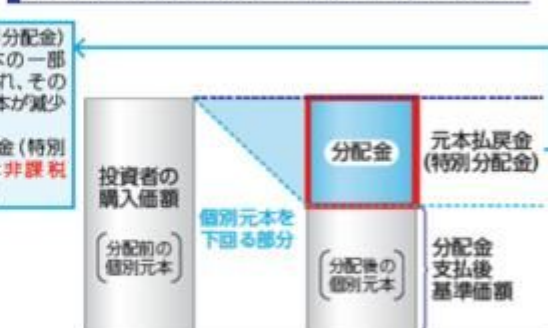 分配金)
本の一部
れ、その
本が減少
金(特別
非課税
投資者の
購入価額
(分配前の
個別元本)
個別元本を
下回る部分
分配金
元本払戻金
(特別分配金)
(分配後の
個別元本)
分配金
支払後
基準価額